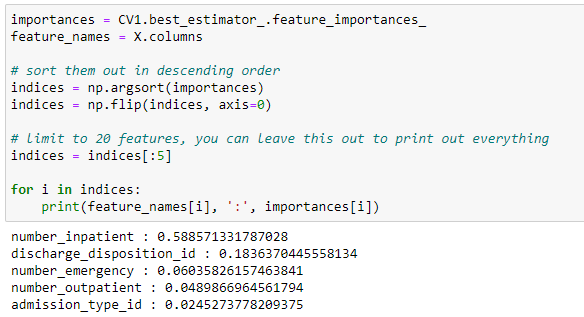 importances = CV1.best_estimator_.feature_importances_
feature_names = X.columns
# sort them out in descending order
indices = np.argsort(importances)
indices = np.flip(indices, axis=0)
# limit to 20 features, you can leave this out to print out everything
indices = indices[:5]
for i in indices:
    print(feature_names[i], ':', importances[i])
number_inpatient : 0.588571331787028
discharge_disposition_id : 0.1836370445558134
number_emergency : 0.06035826157463841
number_outpatient : 0.0489866964561794
admission_type_id : 0.0245273778209375